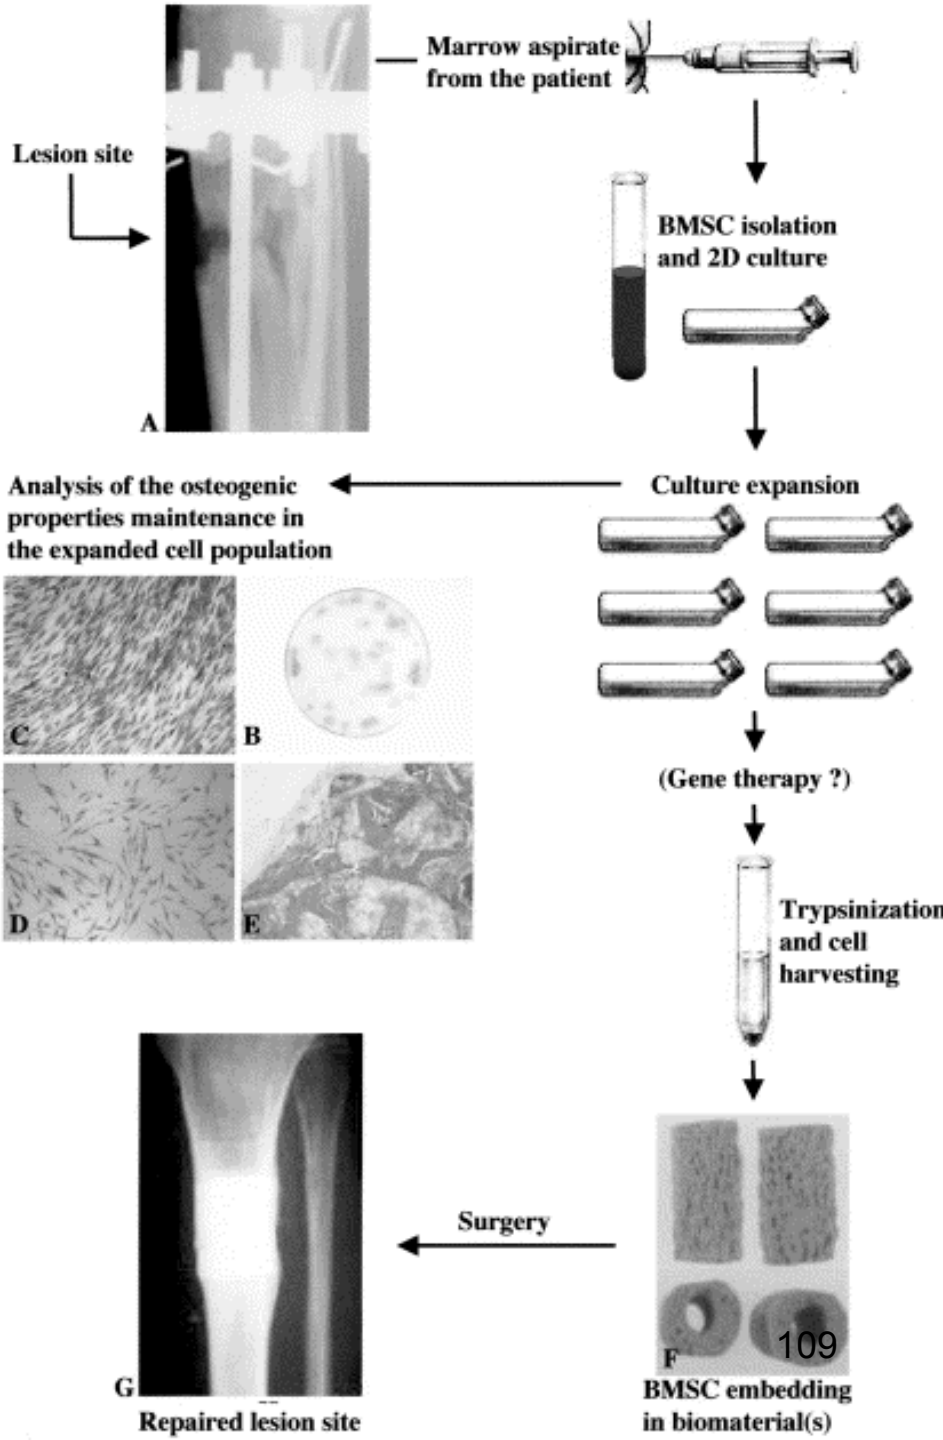 Marrow aspirate
from the patient
Lesion site
BMSC isolation
and 2D culture
A
Analysis of the osteogenic
properties maintenance in
the expanded cell population
Culture expansion
C
B
D
E
(Gene therapy ?)
Trypsinization
and cell
harvesting
Surgery
F
109
G
BMSC embedding
in biomaterial(s)
Repaired lesion site